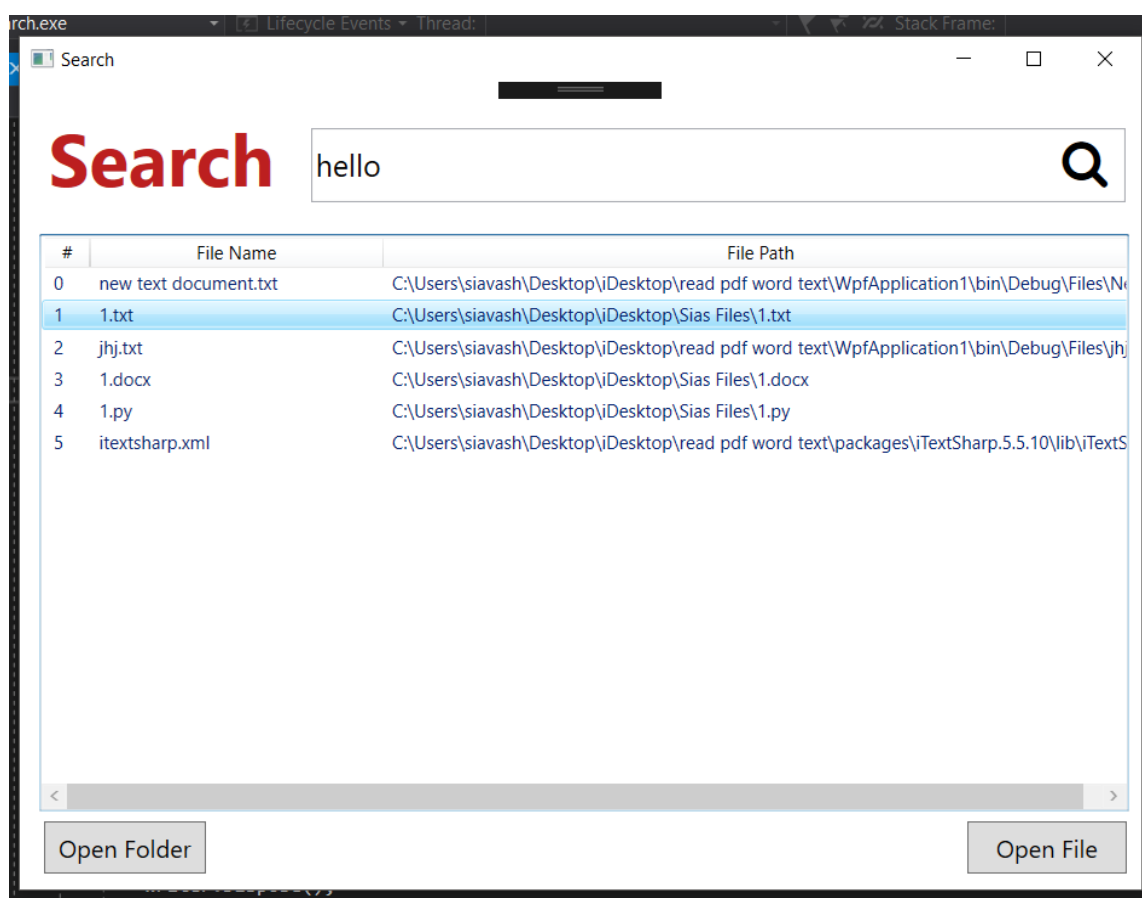 rch.exe Lifecycle Events Thread: Stack Frame:
Search
Search hello
# File Name File Path
0 new text document.txt C:\Users\siavash\Desktop\iDesktop\read pdf word text\WpfApplication1\bin\Debug\Files\Ne
1 1.txt C:\Users\siavash\Desktop\iDesktop\Sias Files\1.txt
2 jhj.txt C:\Users\siavash\Desktop\iDesktop\read pdf word text\WpfApplication1\bin\Debug\Files\jhj
3 1.docx C:\Users\siavash\Desktop\iDesktop\Sias Files\1.docx
4 1.py C:\Users\siavash\Desktop\iDesktop\Sias Files\1.py
5 itextsharp.xml C:\Users\siavash\Desktop\iDesktop\read pdf word text\packages\iTextSharp.5.5.10\lib\iTextS
Open Folder Open File